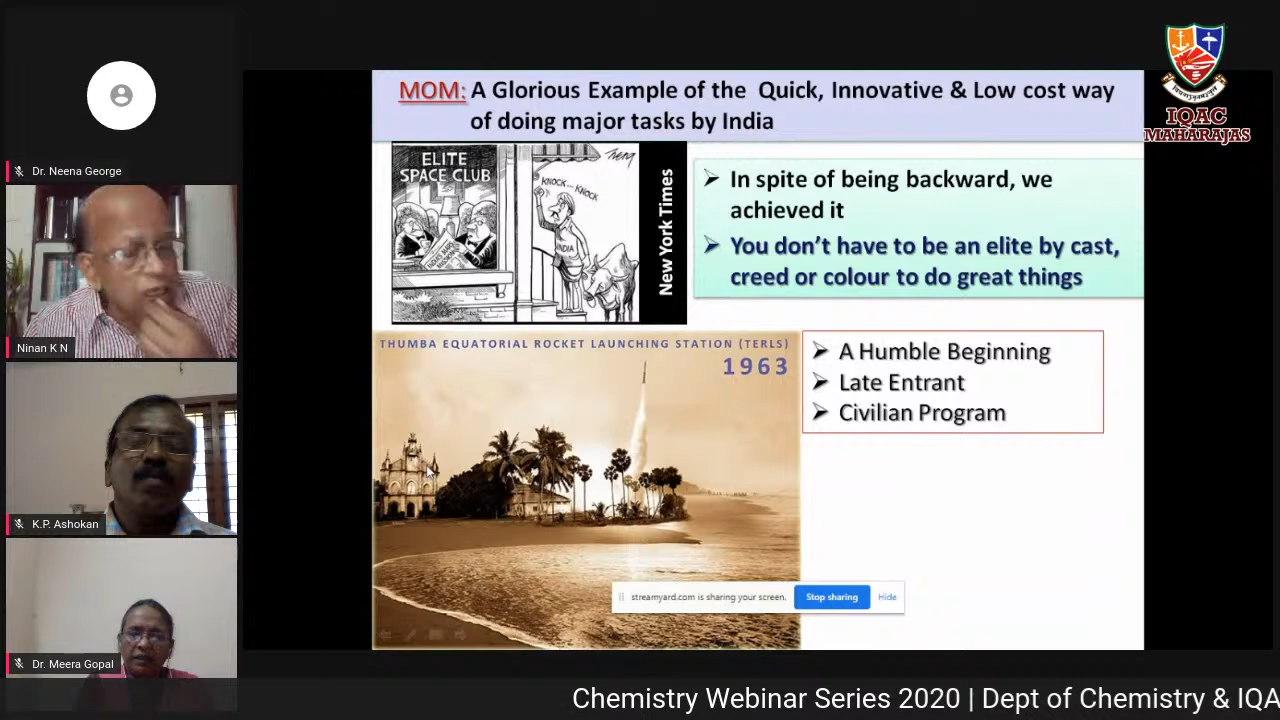 Dr. Neena George
Ninan K N
K.P. Ashokan
Dr. Meera Gopal
MOM: A Glorious Example of the Quick, Innovative & Low cost way
of doing major tasks by India
ELITE
SPACE CLUB
KNOCK... KNOCK
INDIA
New York Times
➢ In spite of being backward, we
achieved it
➢ You don't have to be an elite by cast,
creed or colour to do great things
THUMBA EQUATORIAL ROCKET LAUNCHING STATION (TERLS)
1963
➢ A Humble Beginning
➢ Late Entrant
➢ Civilian Program
streamyard.com is sharing your screen.
Stop sharing
Hide
IQAC
MAHARAJAS
Chemistry Webinar Series 2020 | Dept of Chemistry & IQA